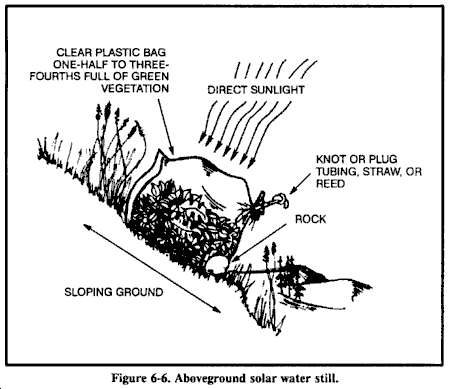 CLEAR PLASTIC BAG
ONE-HALF TO THREE-
FOURTHS FULL OF GREEN
VEGETATION
DIRECT SUNLIGHT
KNOT OR PLUG
TUBING, STRAW, OR
REED
ROCK
SLOPING GROUND
Figure 6-6. Aboveground solar water still.